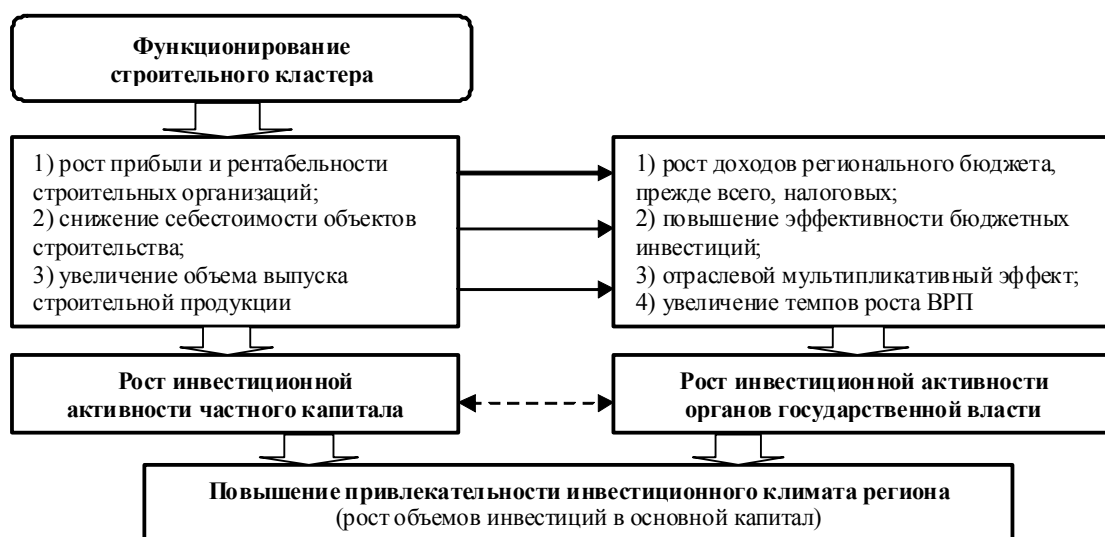 Функционирование
строительного кластера
1) рост прибыли и рентабельности
строительных организаций;
2) снижение себестоимости объектов
строительства;
3) увеличение объема выпуска
строительной продукции
1) рост доходов регионального бюджета,
прежде всего, налоговых;
2) повышение эффективности бюджетных
инвестиций;
3) отраслевой мультипликативный эффект;
4) увеличение темпов роста ВРП
Рост инвестиционной
активности частного капитала
Рост инвестиционной активности
органов государственной власти
Повышение привлекательности инвестиционного климата региона
(рост объемов инвестиций в основной капитал)